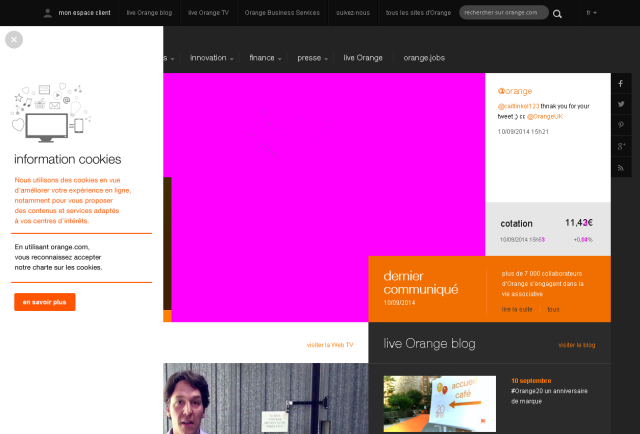 mon espace client
live Orange blog
live Orange TV
Orange Business Services
suivez-nous
tous les sites d'Orange
rechercher sur orange.com
fr
s
innovation
finance
presse
live Orange
orange.jobs
information cookies
Nous utilisons des cookies en vue
d'améliorer votre expérience en ligne,
notamment pour vous proposer
des contenus et services adaptés
à vos centres d'intérêts.
En utilisant orange.com,
vous reconnaissez accepter
notre charte sur les cookies.
en savoir plus
@orange
@caitlinkol123 thnak you for your
tweet ;) cc @OrangeUK
10/09/2014 15h21
cotation
11,43€
10/09/2014 15h53
+0,04%
dernier
communiqué
10/09/2014
plus de 7 000 collaborateurs
d'Orange s'engagent dans la
vie associative
lire la suite
tous
visiter la Web TV
live Orange blog
visiter le blog
accueil
café
20
10 septembre
#Orange20 un anniversaire
de marque